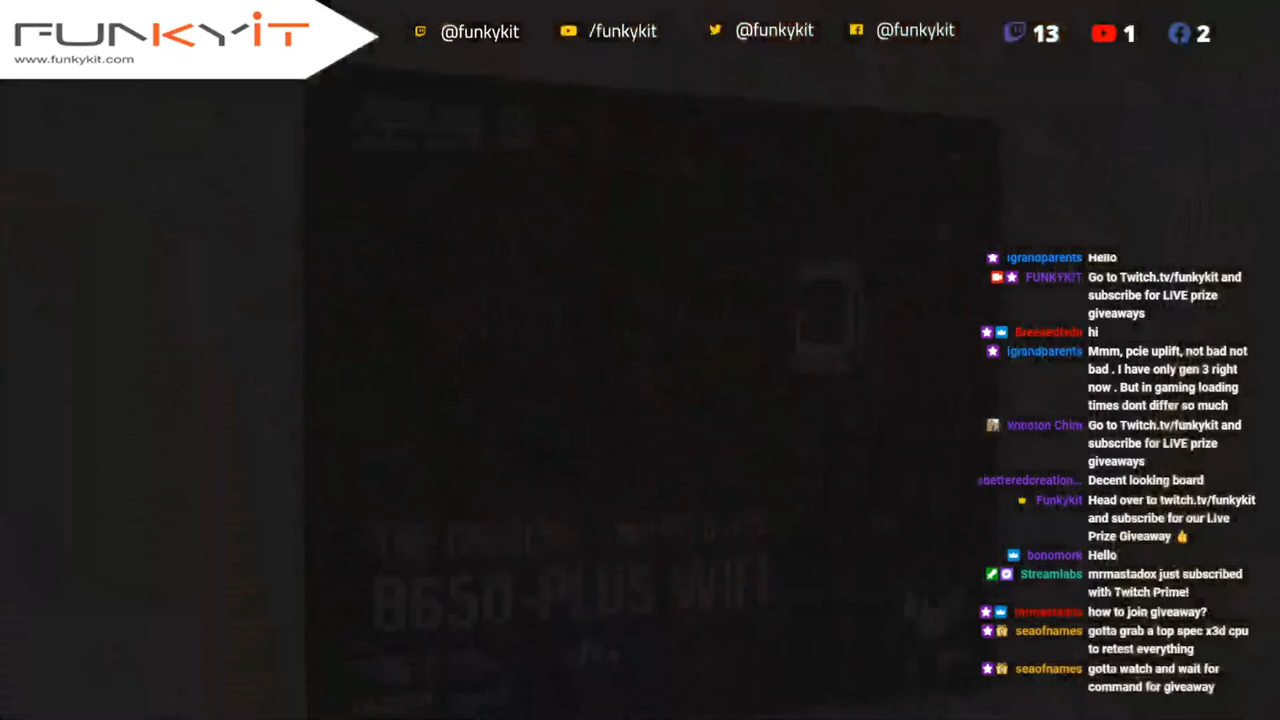 FUNKYiT
www.funkykit.com
@funkykit
/funkykit
@funkykit
@funkykit
13
1
2
igrandparents Hello
FUNKYKIT Go to Twitch.tv/funkykit and
subscribe for LIVE prize
giveaways
hi
igrandparents Mmm, pcie uplift, not bad not
bad . I have only gen 3 right
now . But in gaming loading
times dont differ so much
Winston Chim Go to Twitch.tv/funkykit and
subscribe for LIVE prize
giveaways
Decent looking board
Funkykit Head over to twitch.tv/funkykit
and subscribe for our Live
Prize Giveaway
bonomork Hello
Streamlabs mrmastadox just subscribed
with Twitch Prime!
how to join giveaway?
seaofnames gotta grab a top spec x3d cpu
to retest everything
seaofnames gotta watch and wait for
command for giveaway
B650-PLUS WIFI